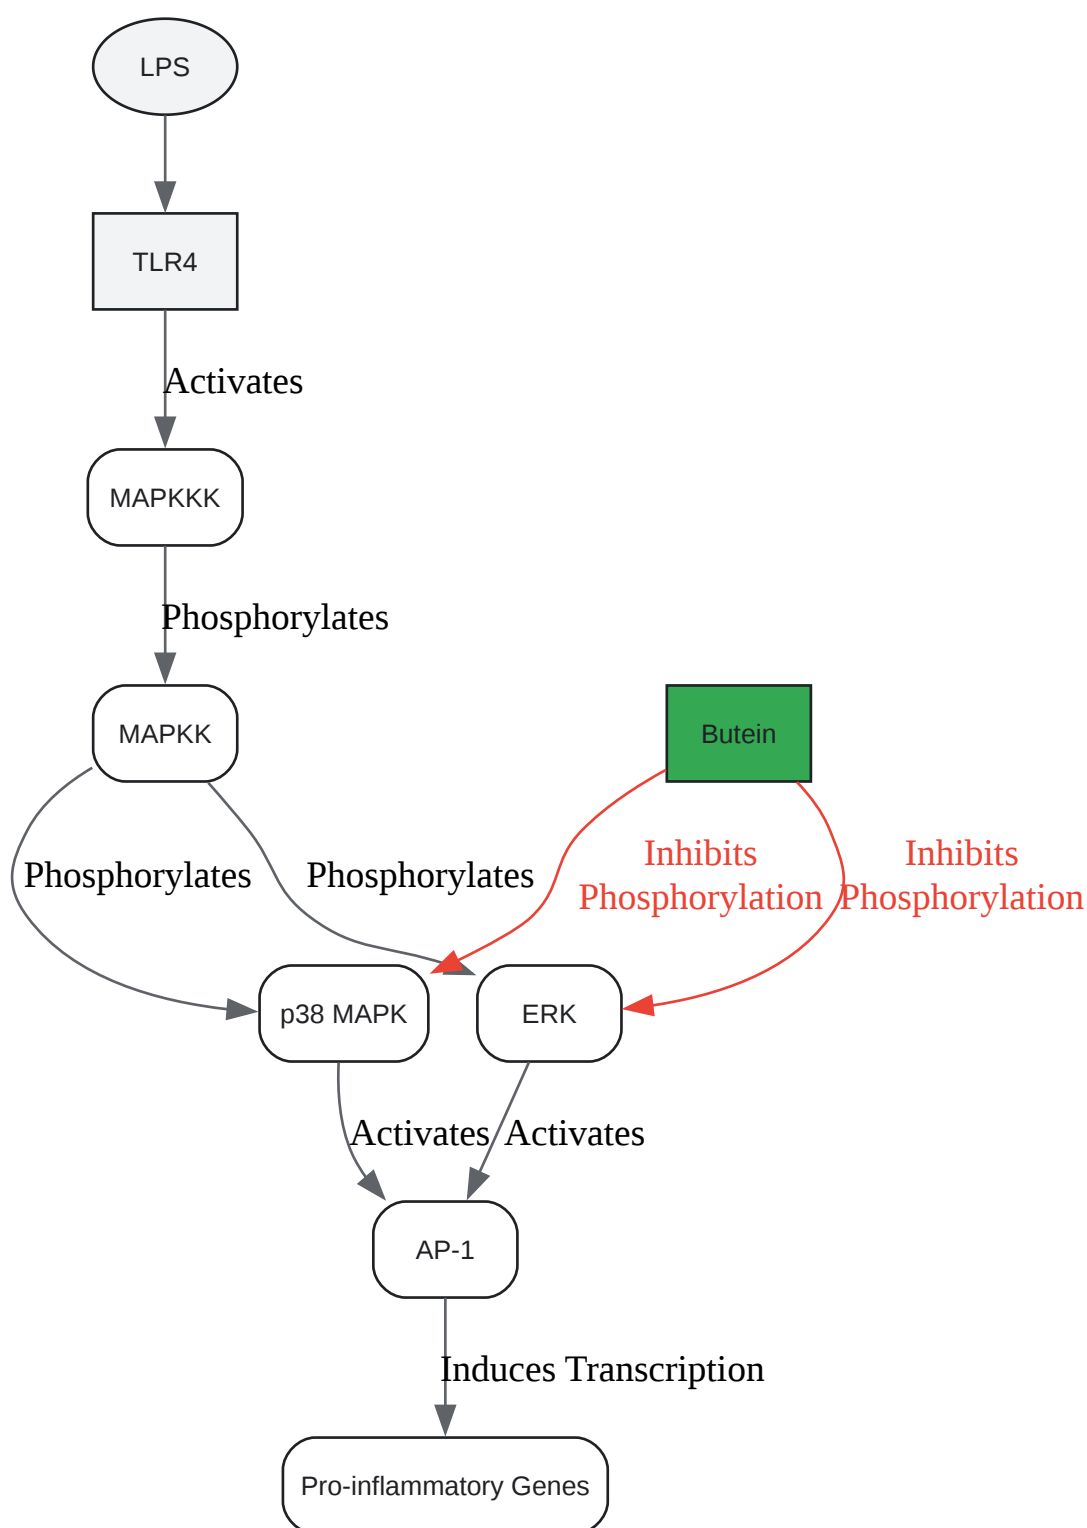 LPS
TLR4
Activates
MAPKKK
Phosphorylates
MAPKK
Butein
Phosphorylates
Phosphorylates
Inhibits
Phosphorylation
Inhibits
Phosphorylation
p38 MAPK
ERK
Activates
Activates
AP-1
Induces Transcription
Pro-inflammatory Genes